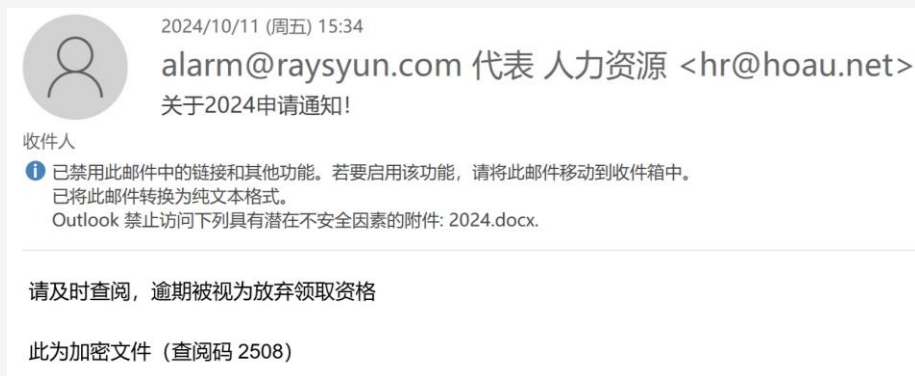 2024/10/11 (周五) 15:34
alarm@raysyun.com 代表 人力资源 <hr@hoau.net>
关于2024申请通知！
收件人
已禁用此邮件中的链接和其他功能。若要启用该功能，请将此邮件移动到收件箱中。
已将此邮件转换为纯文本格式。
Outlook 禁止访问下列具有潜在不安全因素的附件: 2024.docx.
请及时查阅，逾期被视为放弃领取资格
此为加密文件（查阅码 2508）